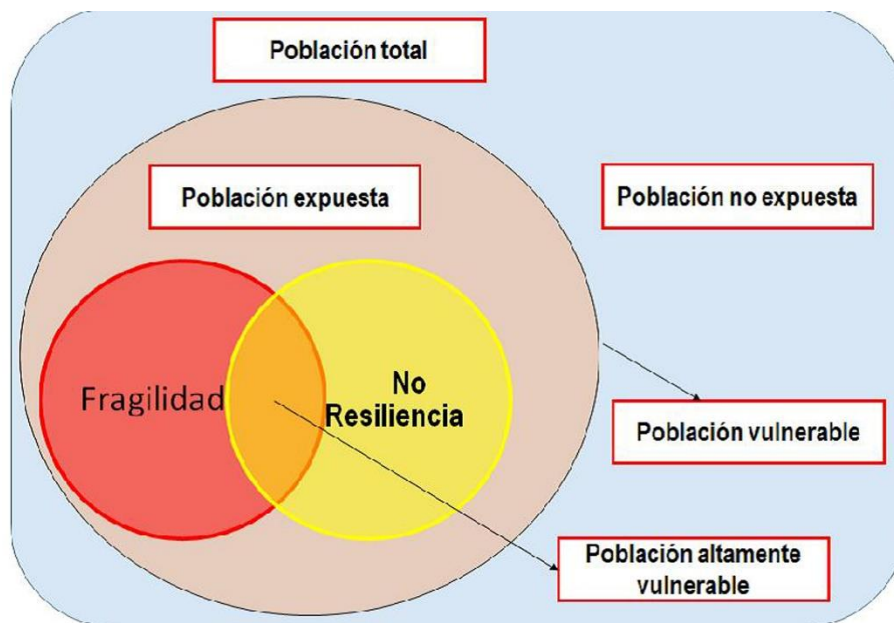 Población total
Población expuesta
Población no expuesta
Fragilidad
No
Resiliencia
Población vulnerable
Población altamente
vulnerable